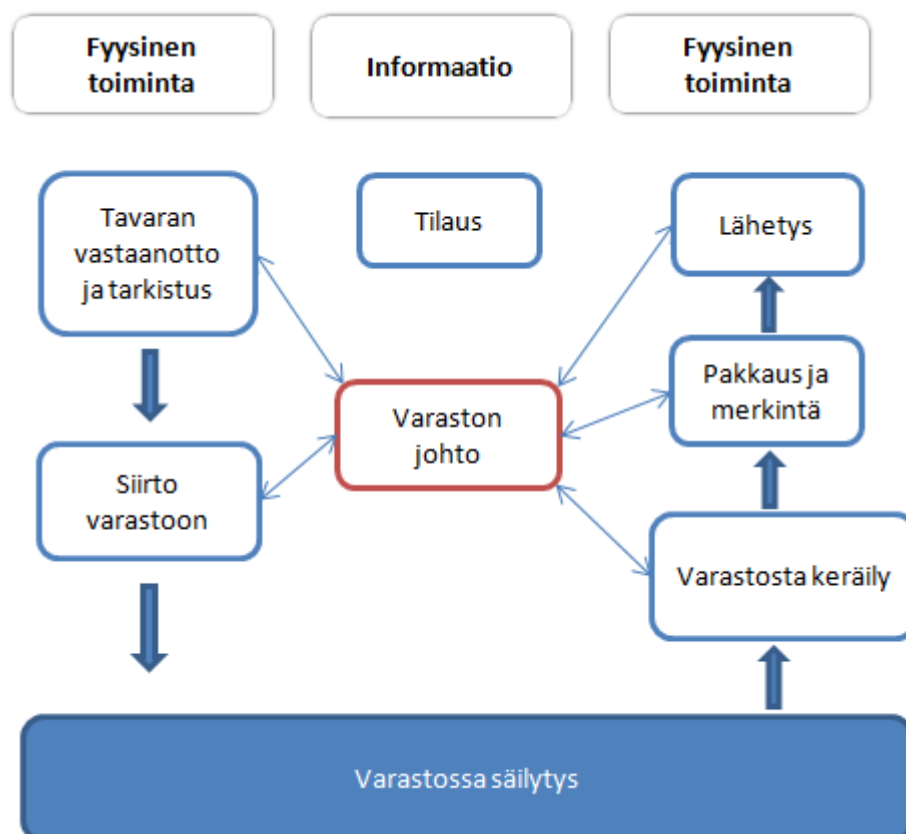 Fyysinen
toiminta
Informaatio
Fyysinen
toiminta
Tavaran
vastaanotto
ja tarkistus
Tilaus
Lähetys
Varaston
johto
Pakkaus ja
merkintä
Siirto
varastoon
Varastosta keräily
Varastossa säilytys